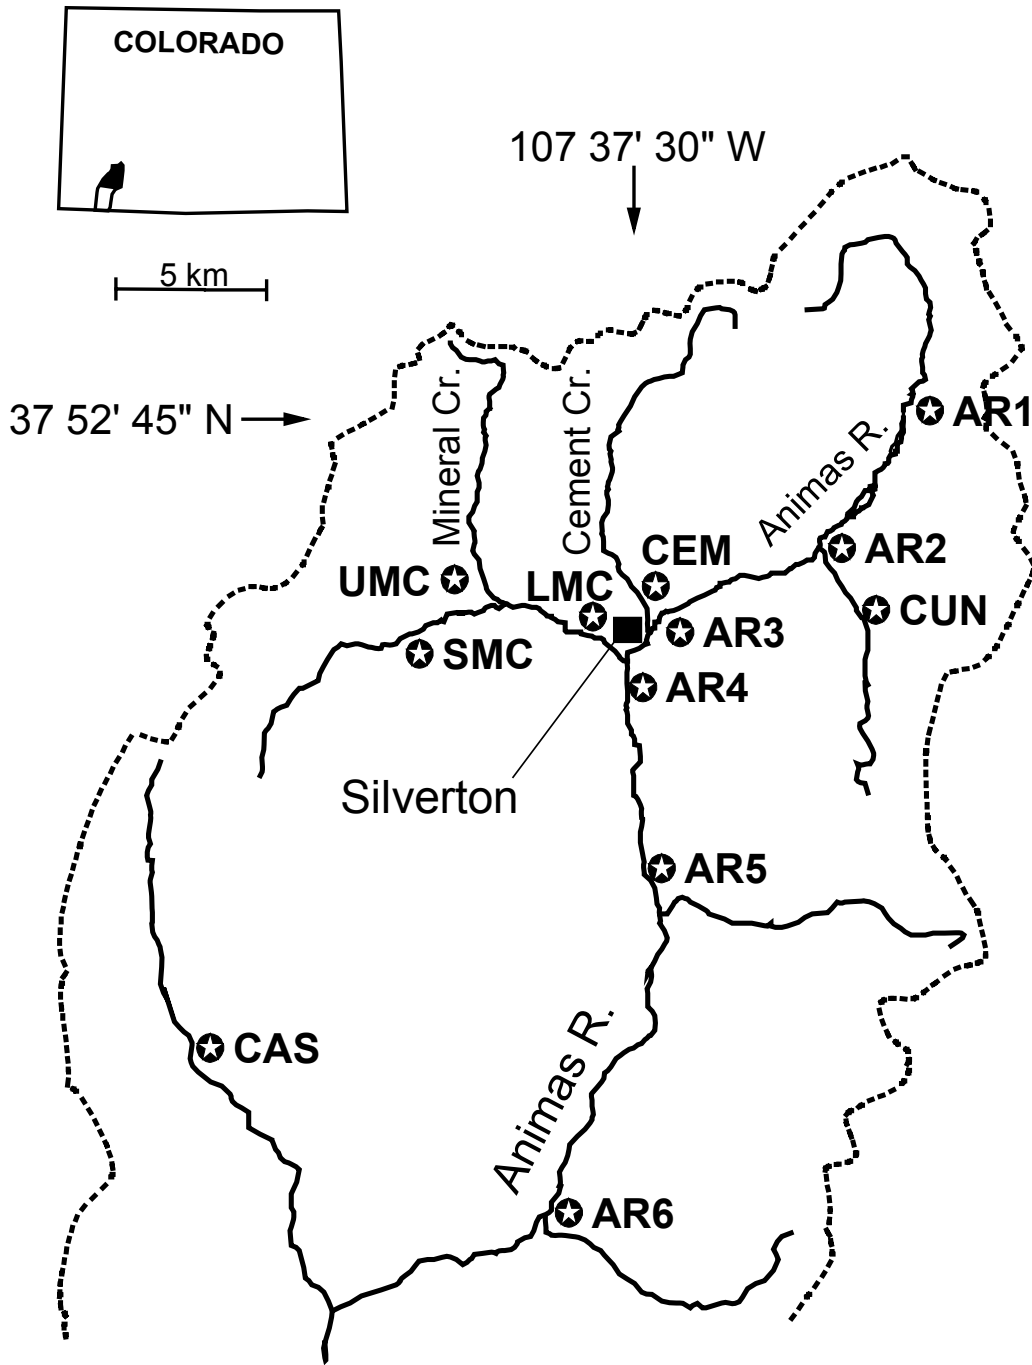 COLORADO
107 37' 30" W
5 km
37 52' 45" N
Mineral Cr.
Cement Cr.
Animas R.
AR1
AR2
CEM
UMC
LMC
CUN
AR3
SMC
AR4
Silverton
AR5
CAS
Animas R.
AR6